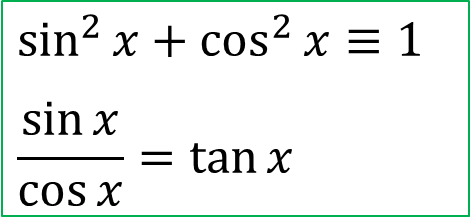 sin² x + cos² x ≡ 1
sin x
cos x
= tan x